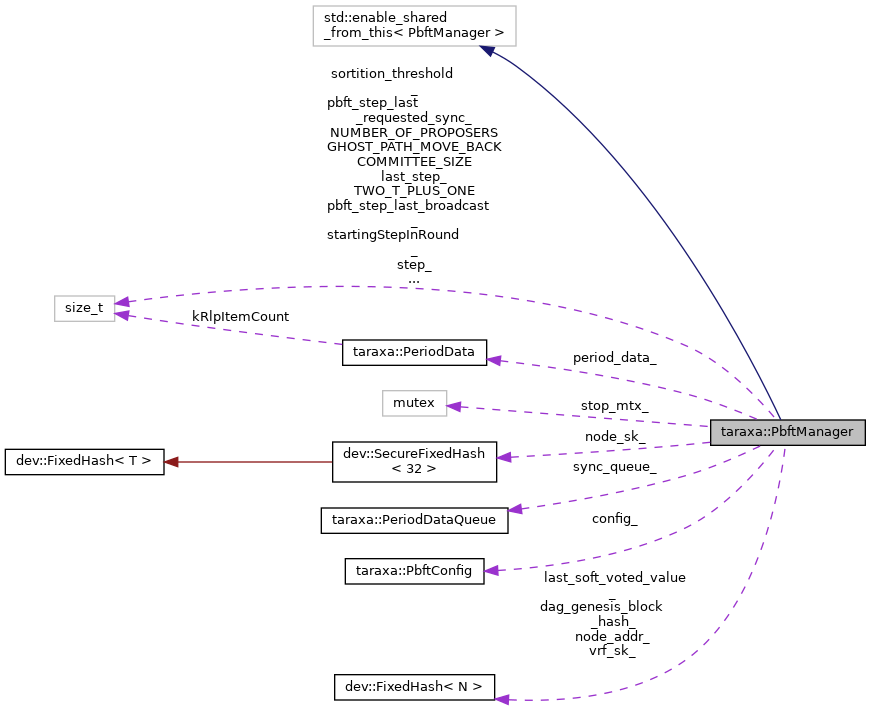 std::enable_shared
_from_this< PbftManager >
sortition_threshold
_
pbft_step_last
_requested_sync_
NUMBER_OF_PROPOSERS
GHOST_PATH_MOVE_BACK
COMMITTEE_SIZE
last_step_
TWO_T_PLUS_ONE
pbft_step_last_broadcast
_
startingStepInRound
_
step_
...
size_t
kRlpItemCount
taraxa::PeriodData
period_data_
mutex
stop_mtx_
taraxa::PbftManager
node_sk_
dev::FixedHash< T >
dev::SecureFixedHash
< 32 >
sync_queue_
taraxa::PeriodDataQueue
config_
taraxa::PbftConfig
last_soft_voted_value
_
dag_genesis_block
_hash_
node_addr_
vrf_sk_
dev::FixedHash< N >